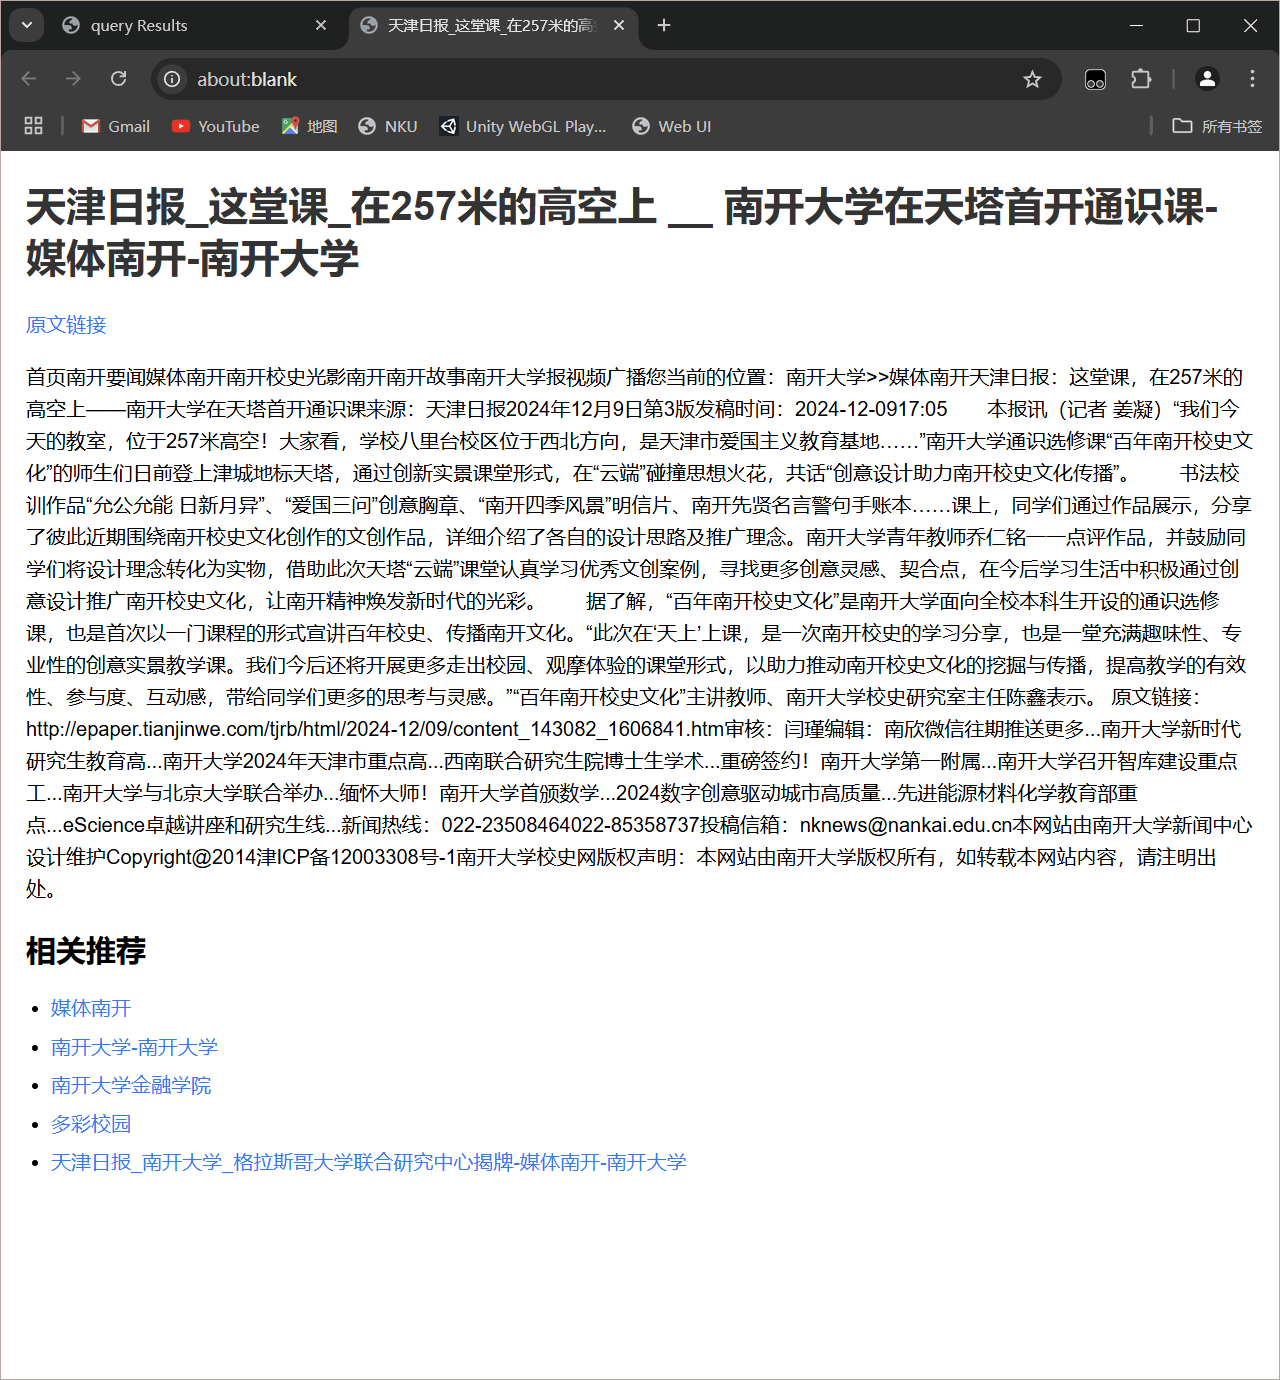 query Results
天津日报_这堂课_在257米的高
about:blank
Gmail
YouTube
地图
NKU
Unity WebGL Play...
Web UI
所有书签
天津日报_这堂课_在257米的高空上 __ 南开大学在天塔首开通识课-
媒体南开-南开大学
原文链接
首页南开要闻媒体南开南开校史光影南开南开故事南开大学报视频广播您当前的位置：南开大学>>媒体南开天津日报：这堂课，在257米的
高空上——南开大学在天塔首开通识课来源：天津日报2024年12月9日第3版发稿时间：2024-12-0917:05　　本报讯（记者 姜凝）“我们今
天的教室，位于257米高空！大家看，学校八里台校区位于西北方向，是天津市爱国主义教育基地……”南开大学通识选修课“百年南开校史文
化”的师生们日前登上津城地标天塔，通过创新实景课堂形式，在“云端”碰撞思想火花，共话“创意设计助力南开校史文化传播”。　　书法校
训作品“允公允能 日新月异”、“爱国三问”创意胸章、“南开四季风景”明信片、南开先贤名言警句手账本……课上，同学们通过作品展示，分享
了彼此近期围绕南开校史文化创作的文创作品，详细介绍了各自的设计思路及推广理念。南开大学青年教师乔仁铭一一点评作品，并鼓励同
学们将设计理念转化为实物，借助此次天塔“云端”课堂认真学习优秀文创案例，寻找更多创意灵感、契合点，在今后学习生活中积极通过创
意设计推广南开校史文化，让南开精神焕发新时代的光彩。　　据了解，“百年南开校史文化”是南开大学面向全校本科生开设的通识选修
课，也是首次以一门课程的形式宣讲百年校史、传播南开文化。“此次在‘天上’上课，是一次南开校史的学习分享，也是一堂充满趣味性、专
业性的创意实景教学课。我们今后还将开展更多走出校园、观摩体验的课堂形式，以助力推动南开校史文化的挖掘与传播，提高教学的有效
性、参与度、互动感，带给同学们更多的思考与灵感。”“百年南开校史文化”主讲教师、南开大学校史研究室主任陈鑫表示。 原文链接：
http://epaper.tianjinwe.com/tjrb/html/2024-12/09/content_143082_1606841.htm审核：闫瑾编辑：南欣微信往期推送更多...南开大学新时代
研究生教育高...南开大学2024年天津市重点高...西南联合研究生院博士生学术...重磅签约！南开大学第一附属...南开大学召开智库建设重点
工...南开大学与北京大学联合举办...缅怀大师！南开大学首颁数学...2024数字创意驱动城市高质量...先进能源材料化学教育部重
点...eScience卓越讲座和研究生线...新闻热线：022-23508464022-85358737投稿信箱：nknews@nankai.edu.cn本网站由南开大学新闻中心
设计维护Copyright@2014津ICP备12003308号-1南开大学校史网版权声明：本网站由南开大学版权所有，如转载本网站内容，请注明出
处。
相关推荐
媒体南开
南开大学-南开大学
南开大学金融学院
多彩校园
天津日报_南开大学_格拉斯哥大学联合研究中心揭牌-媒体南开-南开大学